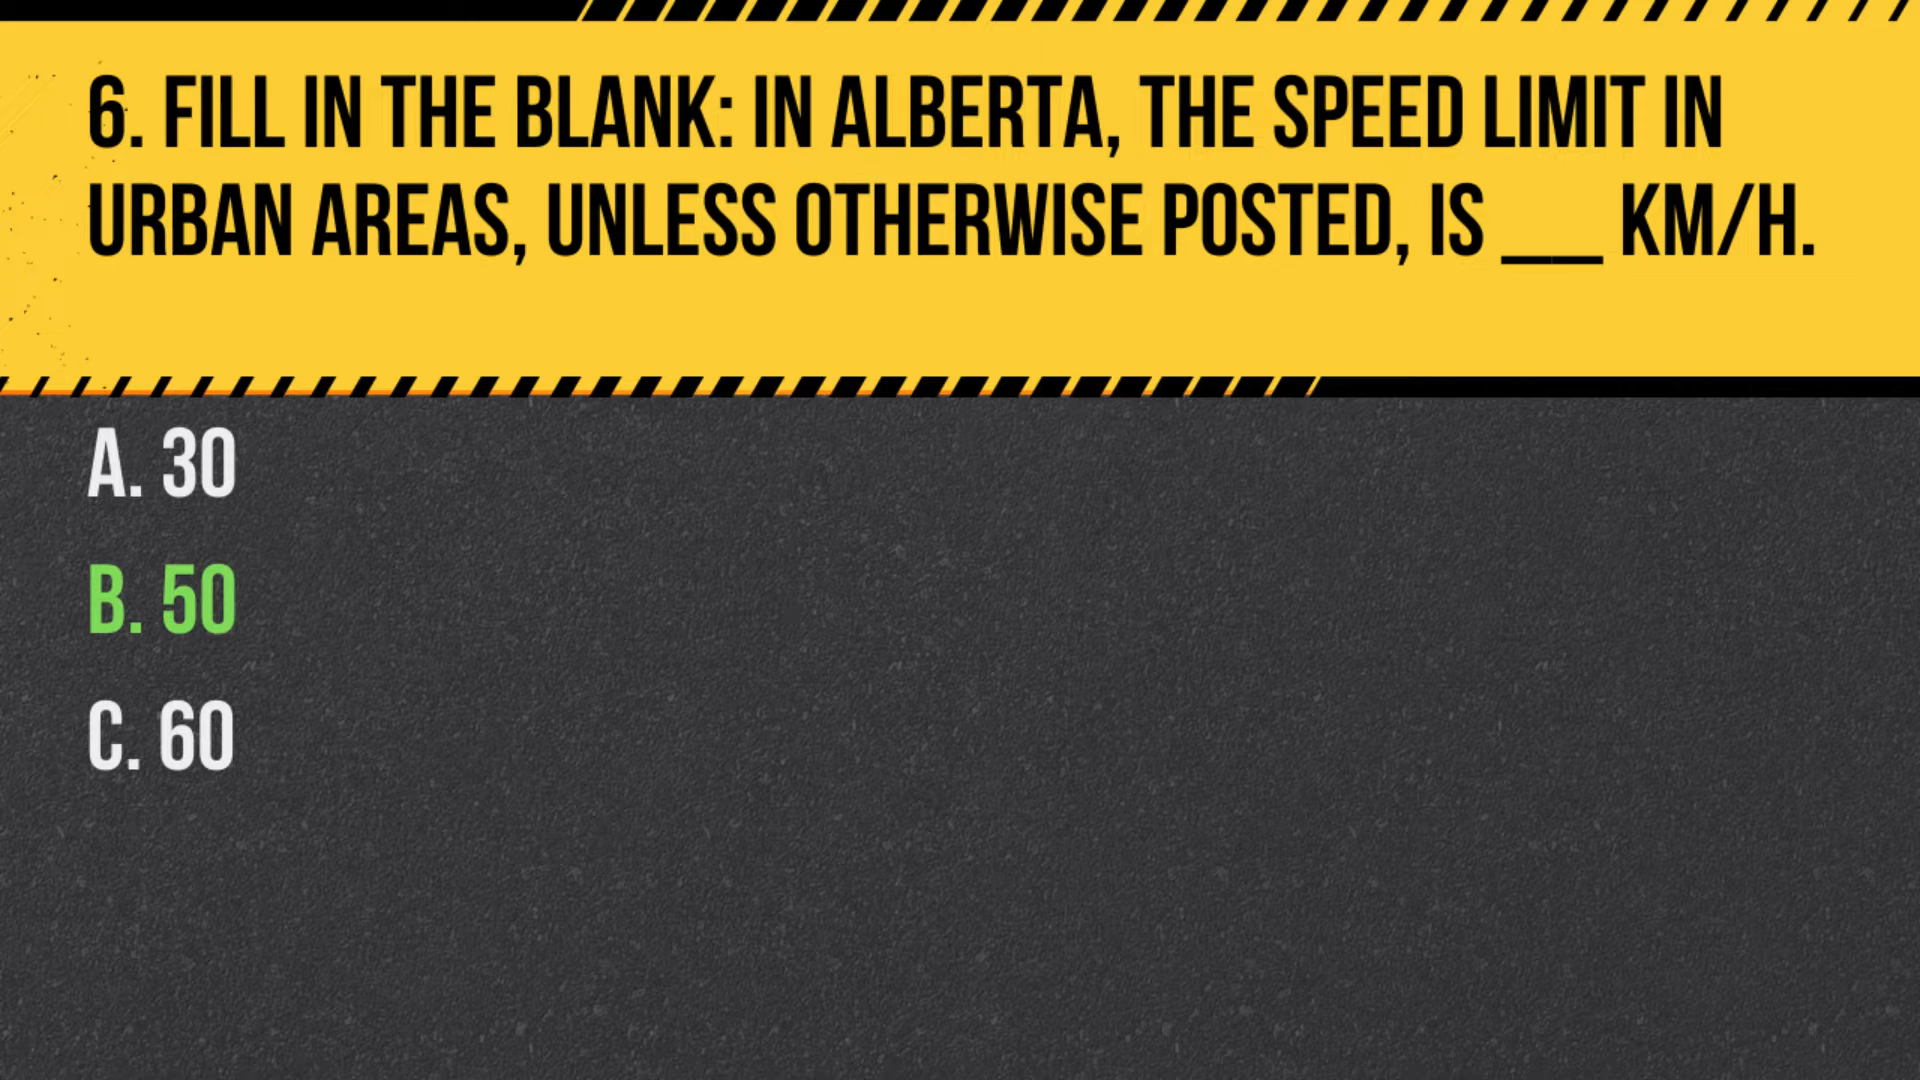 6. FILL IN THE BLANK: IN ALBERTA, THE SPEED LIMIT IN
URBAN AREAS, UNLESS OTHERWISE POSTED, IS __ KM/H.
A. 30
B. 50
C. 60